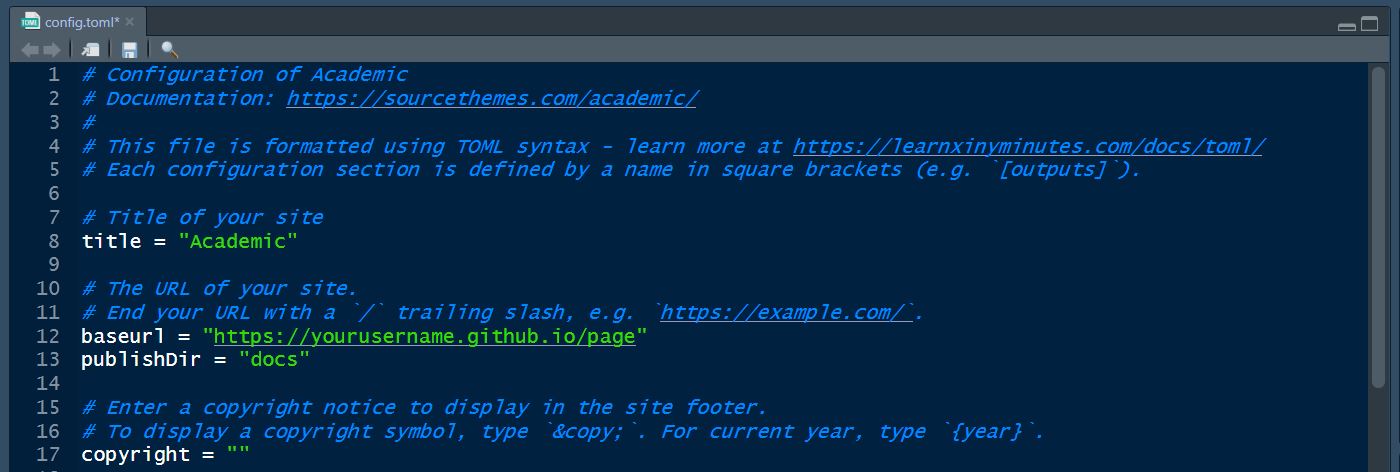 TOML config.toml*
1 # Configuration of Academic
2 # Documentation: https://sourcethemes.com/academic/
3 #
4 # This file is formatted using TOML syntax - learn more at https://learnxinyminutes.com/docs/toml/
5 # Each configuration section is defined by a name in square brackets (e.g. `[outputs]`).
6
7 # Title of your site
8 title = "Academic"
9
10 # The URL of your site.
11 # End your URL with a `/` trailing slash, e.g. `https://example.com/`.
12 baseurl = "https://yourusername.github.io/page"
13 publishDir = "docs"
14
15 # Enter a copyright notice to display in the site footer.
16 # To display a copyright symbol, type `&copy;`. For current year, type `{year}`.
17 copyright = ""